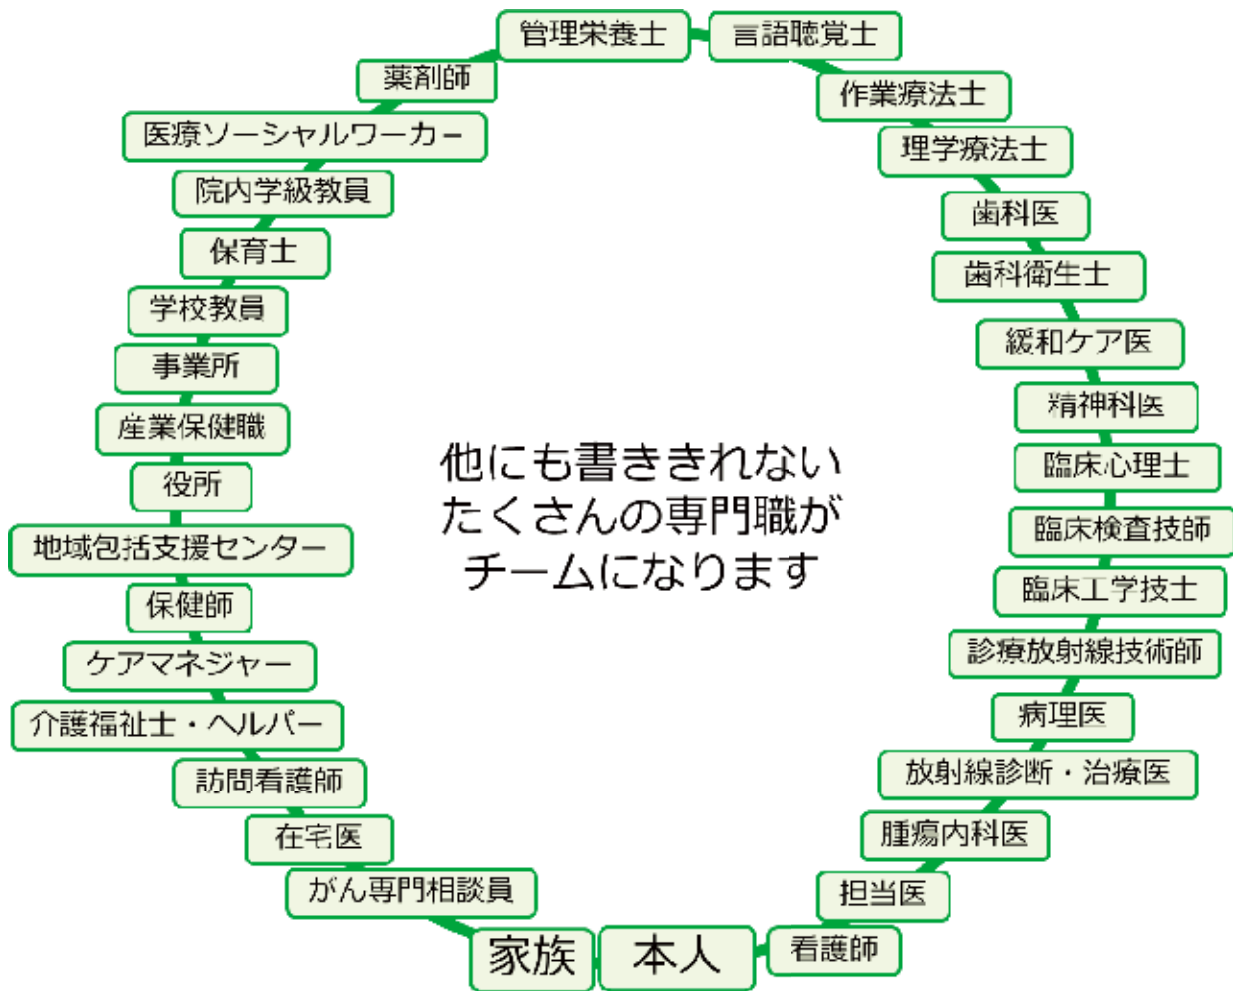 管理栄養士
言語聴覚士
作業療法士
理学療法士
歯科医
歯科衛生士
緩和ケア医
精神科医
臨床心理士
臨床検査技師
臨床工学技士
診療放射線技術師
病理医
放射線診断・治療医
腫瘍内科医
担当医
看護師
本人
家族
がん専門相談員
在宅医
訪問看護師
介護福祉士・ヘルパー
ケアマネジャー
保健師
地域包括支援センター
役所
産業保健職
事業所
学校教員
保育士
院内学級教員
医療ソーシャルワーカー
薬剤師
他にも書ききれない
たくさんの専門職が
チームになります